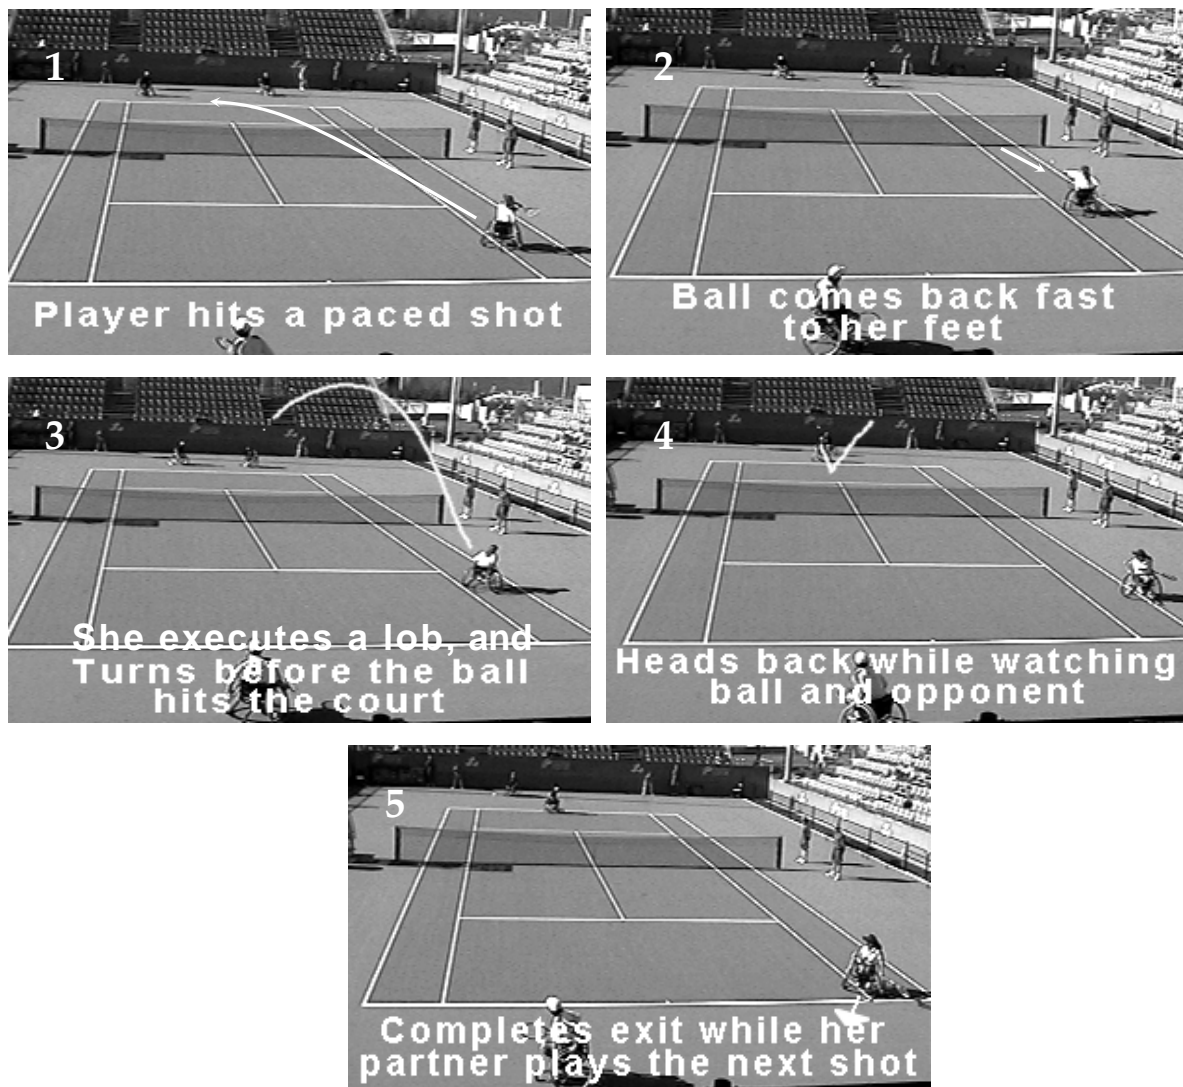 1
Player hits a paced shot
2
Ball comes back fast
to her feet
3
She executes a lob, and
Turns before the ball
hits the court
4
Heads back while watching
ball and opponent
5
Completes exit while her
partner plays the next shot